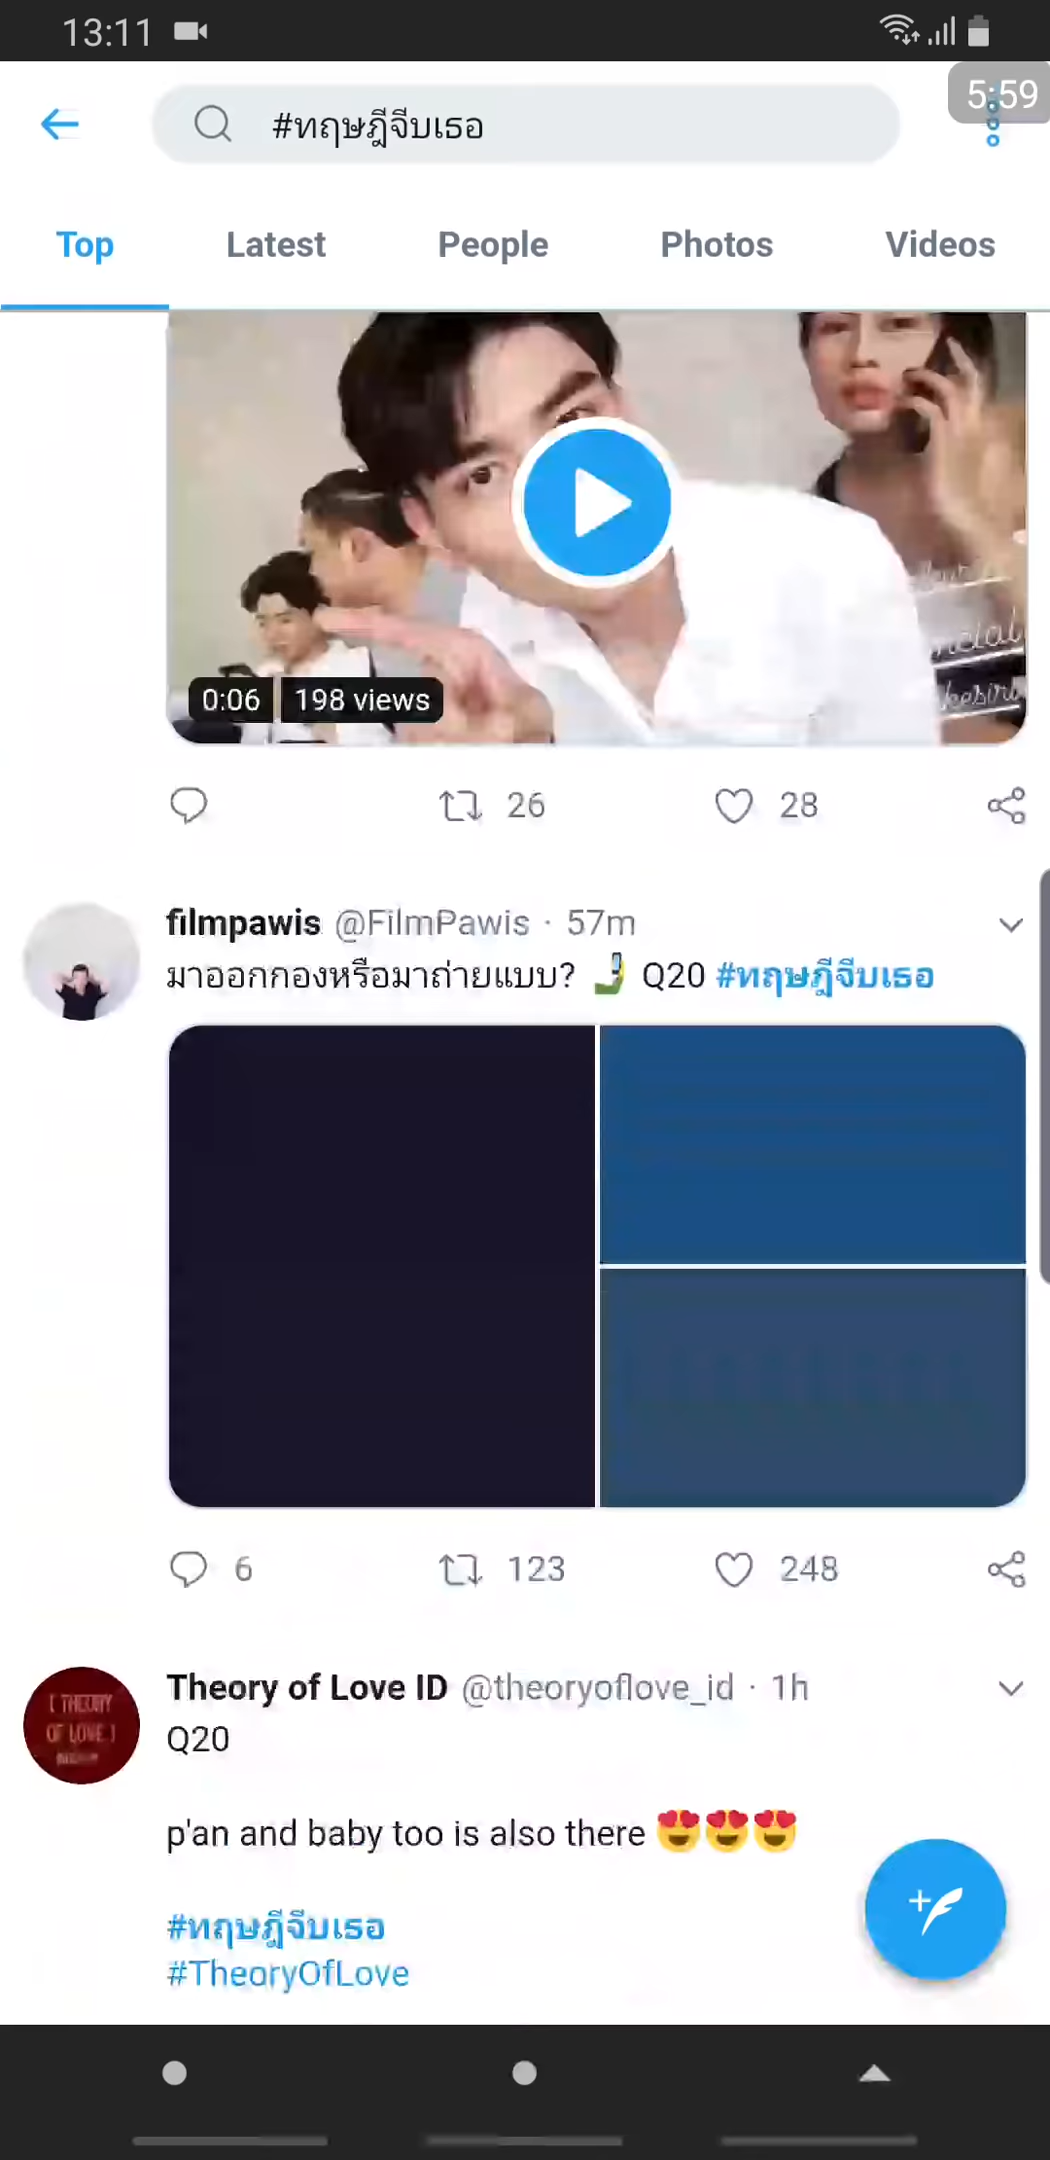 13:11
5:59
#ทฤษฎีจีบเธอ
Top Latest People Photos Videos
0:06 198 views
26 28
filmpawis @FilmPawis · 57m
มาออกกองหรือมาถ่ายแบบ? 🤳 Q20 #ทฤษฎีจีบเธอ
6 123 248
Theory of Love ID @theoryoflove_id · 1h
[ THEORY
OF LOVE ]
Q20
p'an and baby too is also there 😍😍😍
#ทฤษฎีจีบเธอ
#TheoryOfLove